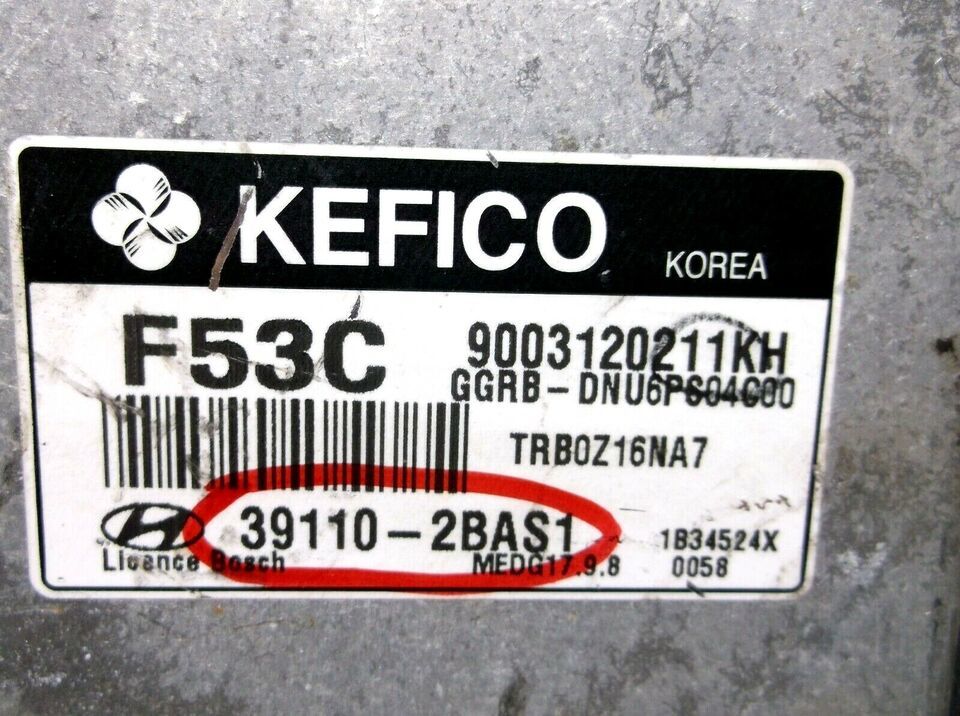 KEFICO
KOREA
F53C
9003120211KH
GGRB-DNU6PS04C00
TRB0Z16NA7
39110-2BAS1
1B34524X
Licence Bosch
MEDG17.9.8
0058